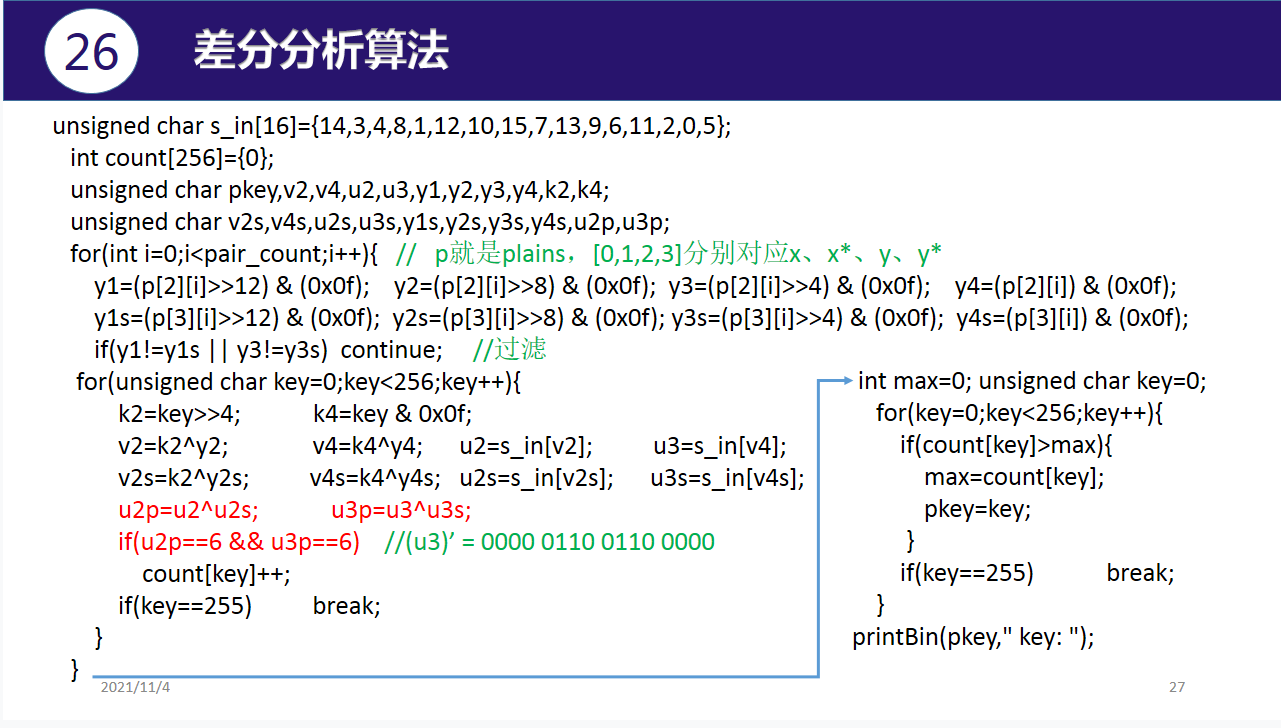 26 差分分析算法
unsigned char s_in[16]={14,3,4,8,1,12,10,15,7,13,9,6,11,2,0,5};
int count[256]={0};
unsigned char pkey,v2,v4,u2,u3,y1,y2,y3,y4,k2,k4;
unsigned char v2s,v4s,u2s,u3s,y1s,y2s,y3s,y4s,u2p,u3p;
for(int i=0;i<pair_count;i++){ // p就是plains，[0,1,2,3]分别对应x、x*、y、y*
y1=(p[2][i]>>12) & (0x0f); y2=(p[2][i]>>8) & (0x0f); y3=(p[2][i]>>4) & (0x0f); y4=(p[2][i]) & (0x0f);
y1s=(p[3][i]>>12) & (0x0f); y2s=(p[3][i]>>8) & (0x0f); y3s=(p[3][i]>>4) & (0x0f); y4s=(p[3][i]) & (0x0f);
if(y1!=y1s || y3!=y3s) continue; //过滤
for(unsigned char key=0;key<256;key++){
k2=key>>4; k4=key & 0x0f;
v2=k2^y2; v4=k4^y4; u2=s_in[v2]; u3=s_in[v4];
v2s=k2^y2s; v4s=k4^y4s; u2s=s_in[v2s]; u3s=s_in[v4s];
u2p=u2^u2s; u3p=u3^u3s;
if(u2p==6 && u3p==6) //(u3)’ = 0000 0110 0110 0000
count[key]++;
if(key==255) break;
}
}
int max=0; unsigned char key=0;
for(key=0;key<256;key++){
if(count[key]>max){
max=count[key];
pkey=key;
}
if(key==255) break;
}
printBin(pkey," key: ");
2021/11/4
27